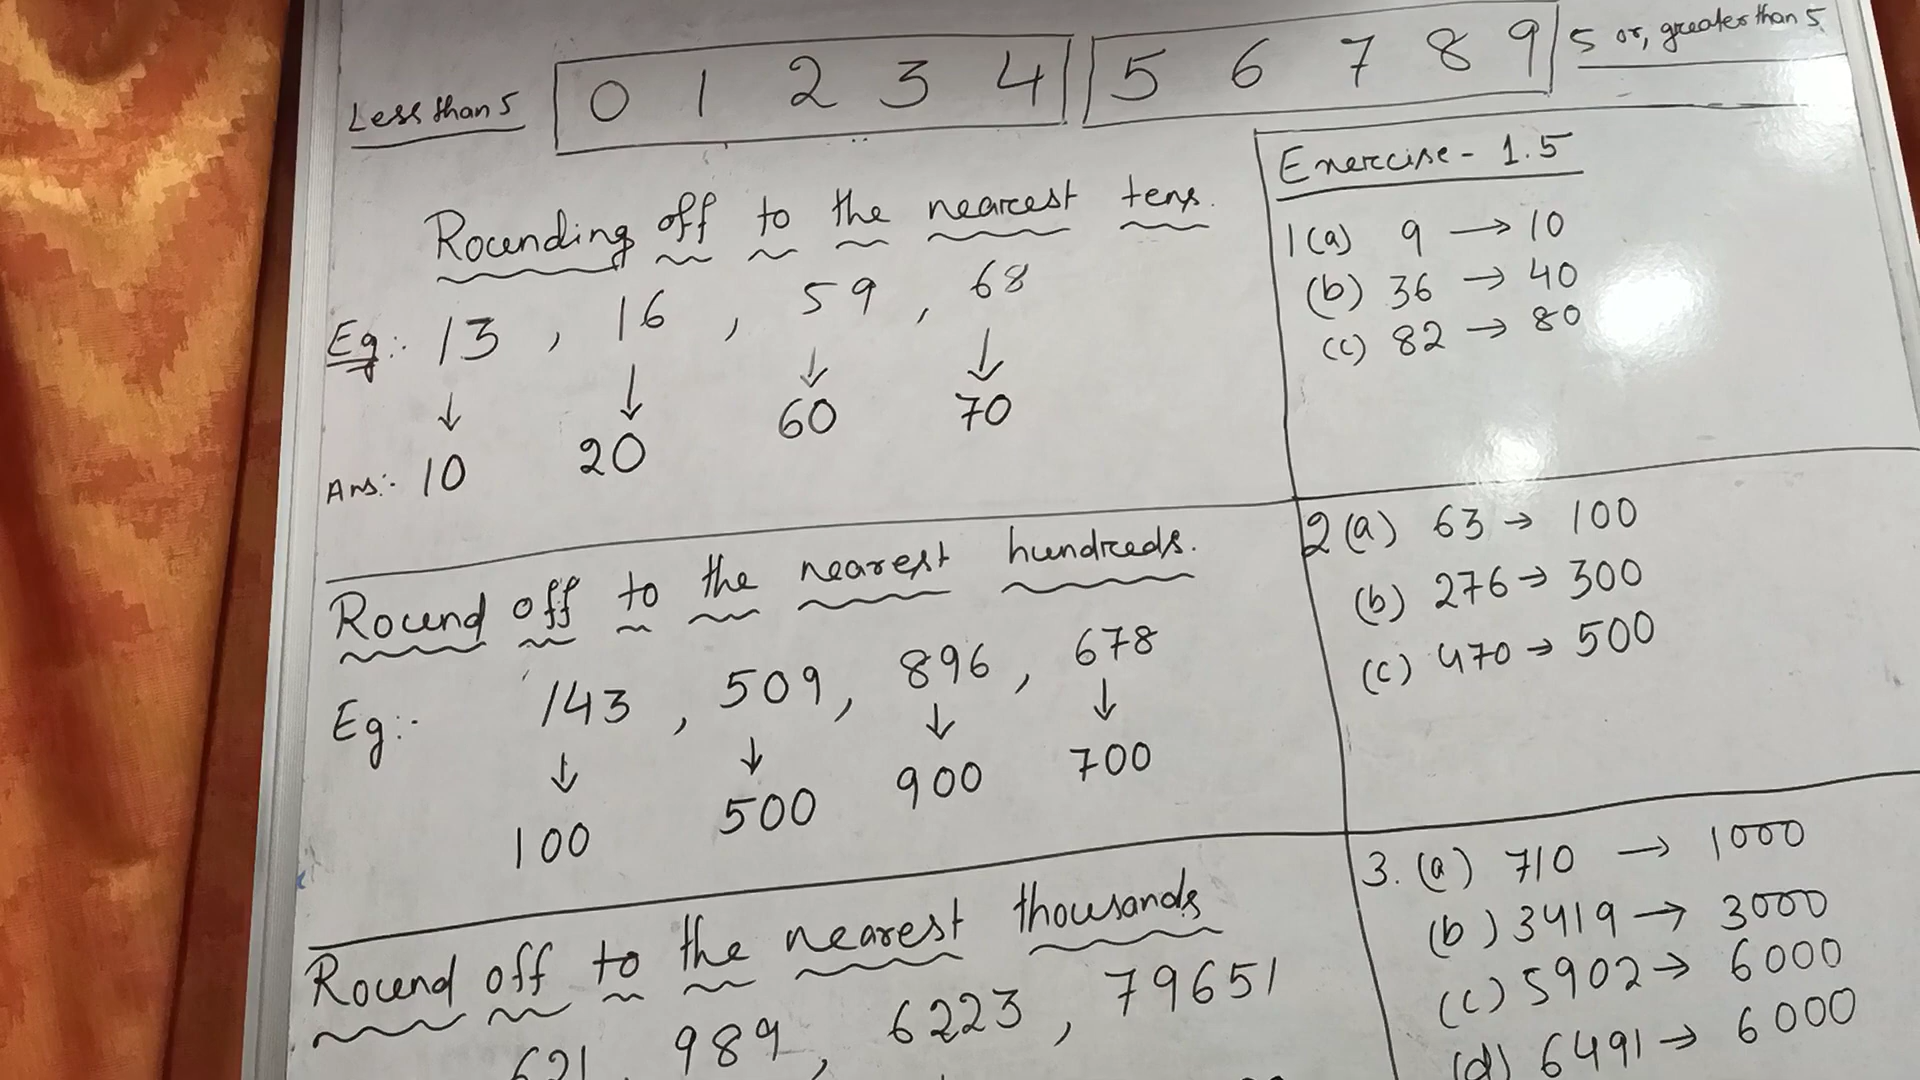 Less than 5 0 1 2 3 4 5 6 7 8 9 5 or, greater than 5
Rounding off to the nearest tens.
Eg:- 13 , 16 , 59 , 68
↓ ↓ ↓ ↓
Ans:- 10 20 60 70
Round off to the nearest hundreds.
Eg:- 143 , 509 , 896 , 678
↓ ↓ ↓ ↓
100 500 900 700
Round off to the nearest thousands
621 , 989 , 6223 , 79651
Exercise - 1.5
1(a) 9 → 10
(b) 36 → 40
(c) 82 → 80
2(a) 63 → 100
(b) 276 → 300
(c) 470 → 500
3. (a) 710 → 1000
(b) 3419 → 3000
(c) 5902 → 6000
(d) 6491 → 6000